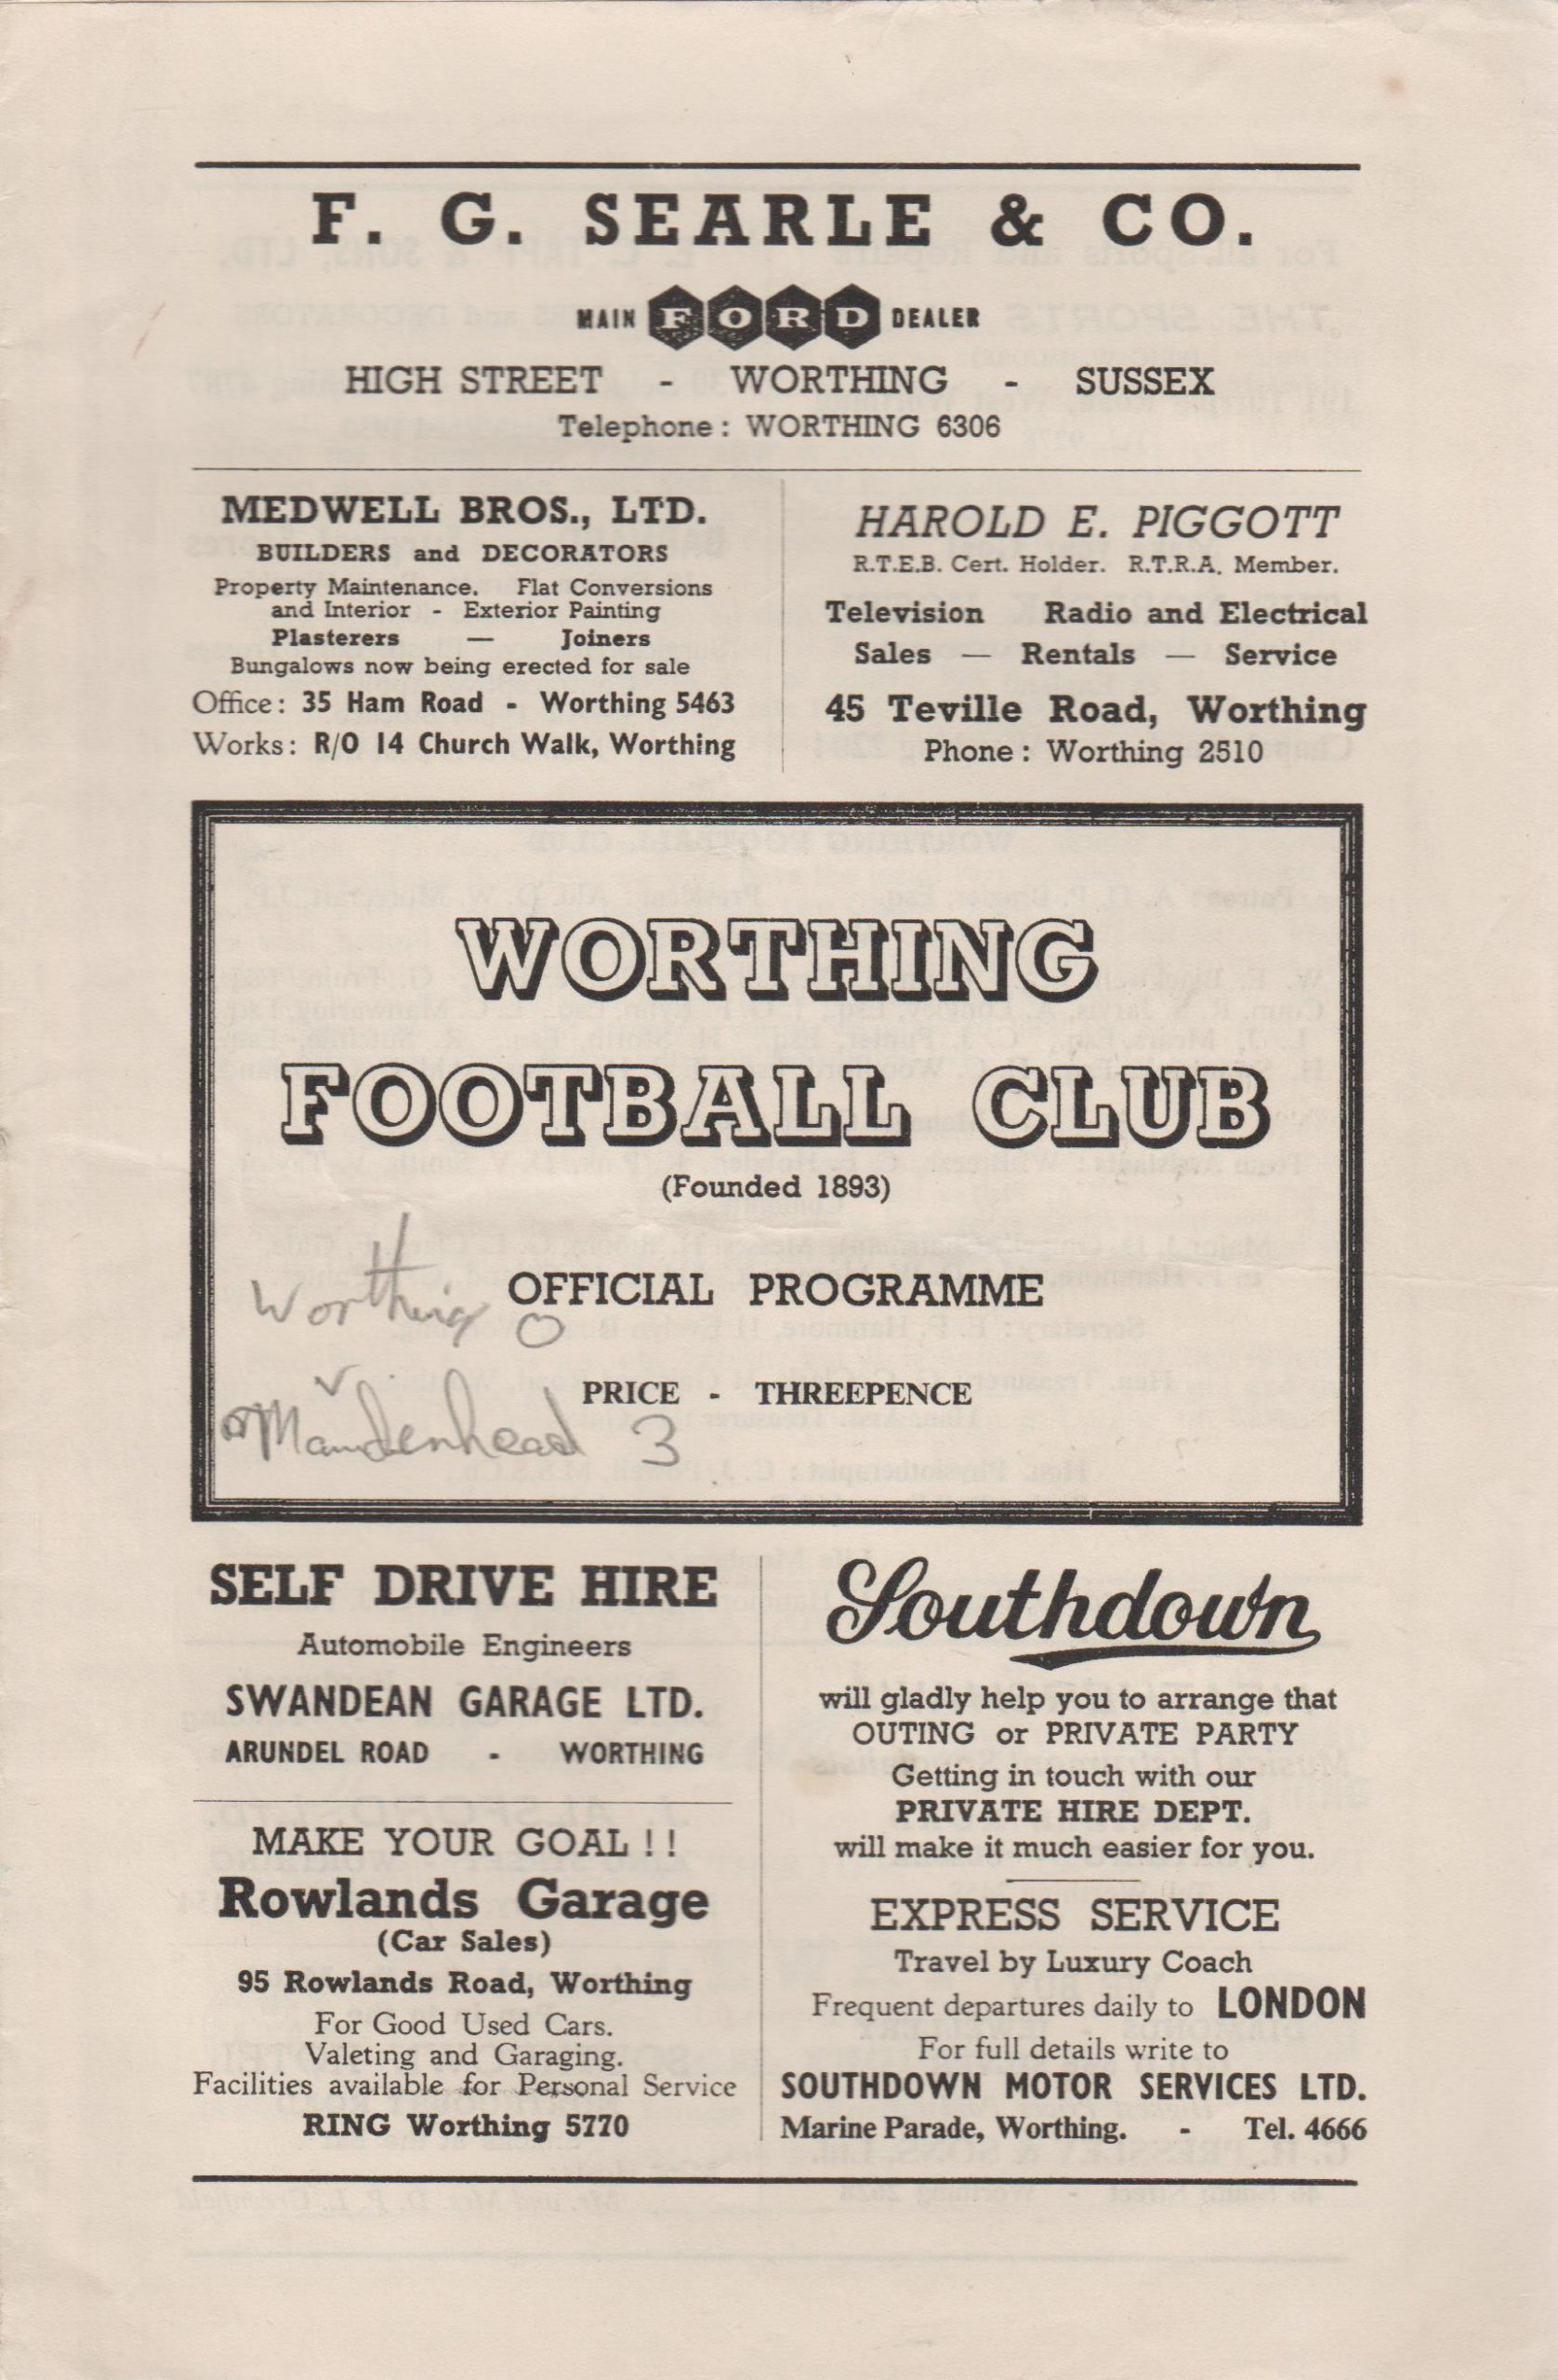 F. G. SEARLE & CO.
MAIN FORD DEALER
HIGH STREET - WORTHING - SUSSEX
Telephone : WORTHING 6306
MEDWELL BROS., LTD.
BUILDERS and DECORATORS
Property Maintenance. Flat Conversions
and Interior - Exterior Painting
Plasterers — Joiners
Bungalows now being erected for sale
Office : 35 Ham Road - Worthing 5463
Works : R/O 14 Church Walk, Worthing
HAROLD E. PIGGOTT
R.T.E.B. Cert. Holder. R.T.R.A. Member.
Television Radio and Electrical
Sales — Rentals — Service
45 Teville Road, Worthing
Phone : Worthing 2510
WORTHING
FOOTBALL CLUB
(Founded 1893)
OFFICIAL PROGRAMME
Worthing 0
v
PRICE - THREEPENCE
Maidenhead 3
SELF DRIVE HIRE
Automobile Engineers
SWANDEAN GARAGE LTD.
ARUNDEL ROAD - WORTHING
MAKE YOUR GOAL ! !
Rowlands Garage
(Car Sales)
95 Rowlands Road, Worthing
For Good Used Cars.
Valeting and Garaging.
Facilities available for Personal Service
RING Worthing 5770
Southdown
will gladly help you to arrange that
OUTING or PRIVATE PARTY
Getting in touch with our
PRIVATE HIRE DEPT.
will make it much easier for you.
EXPRESS SERVICE
Travel by Luxury Coach
Frequent departures daily to LONDON
For full details write to
SOUTHDOWN MOTOR SERVICES LTD.
Marine Parade, Worthing. - Tel. 4666